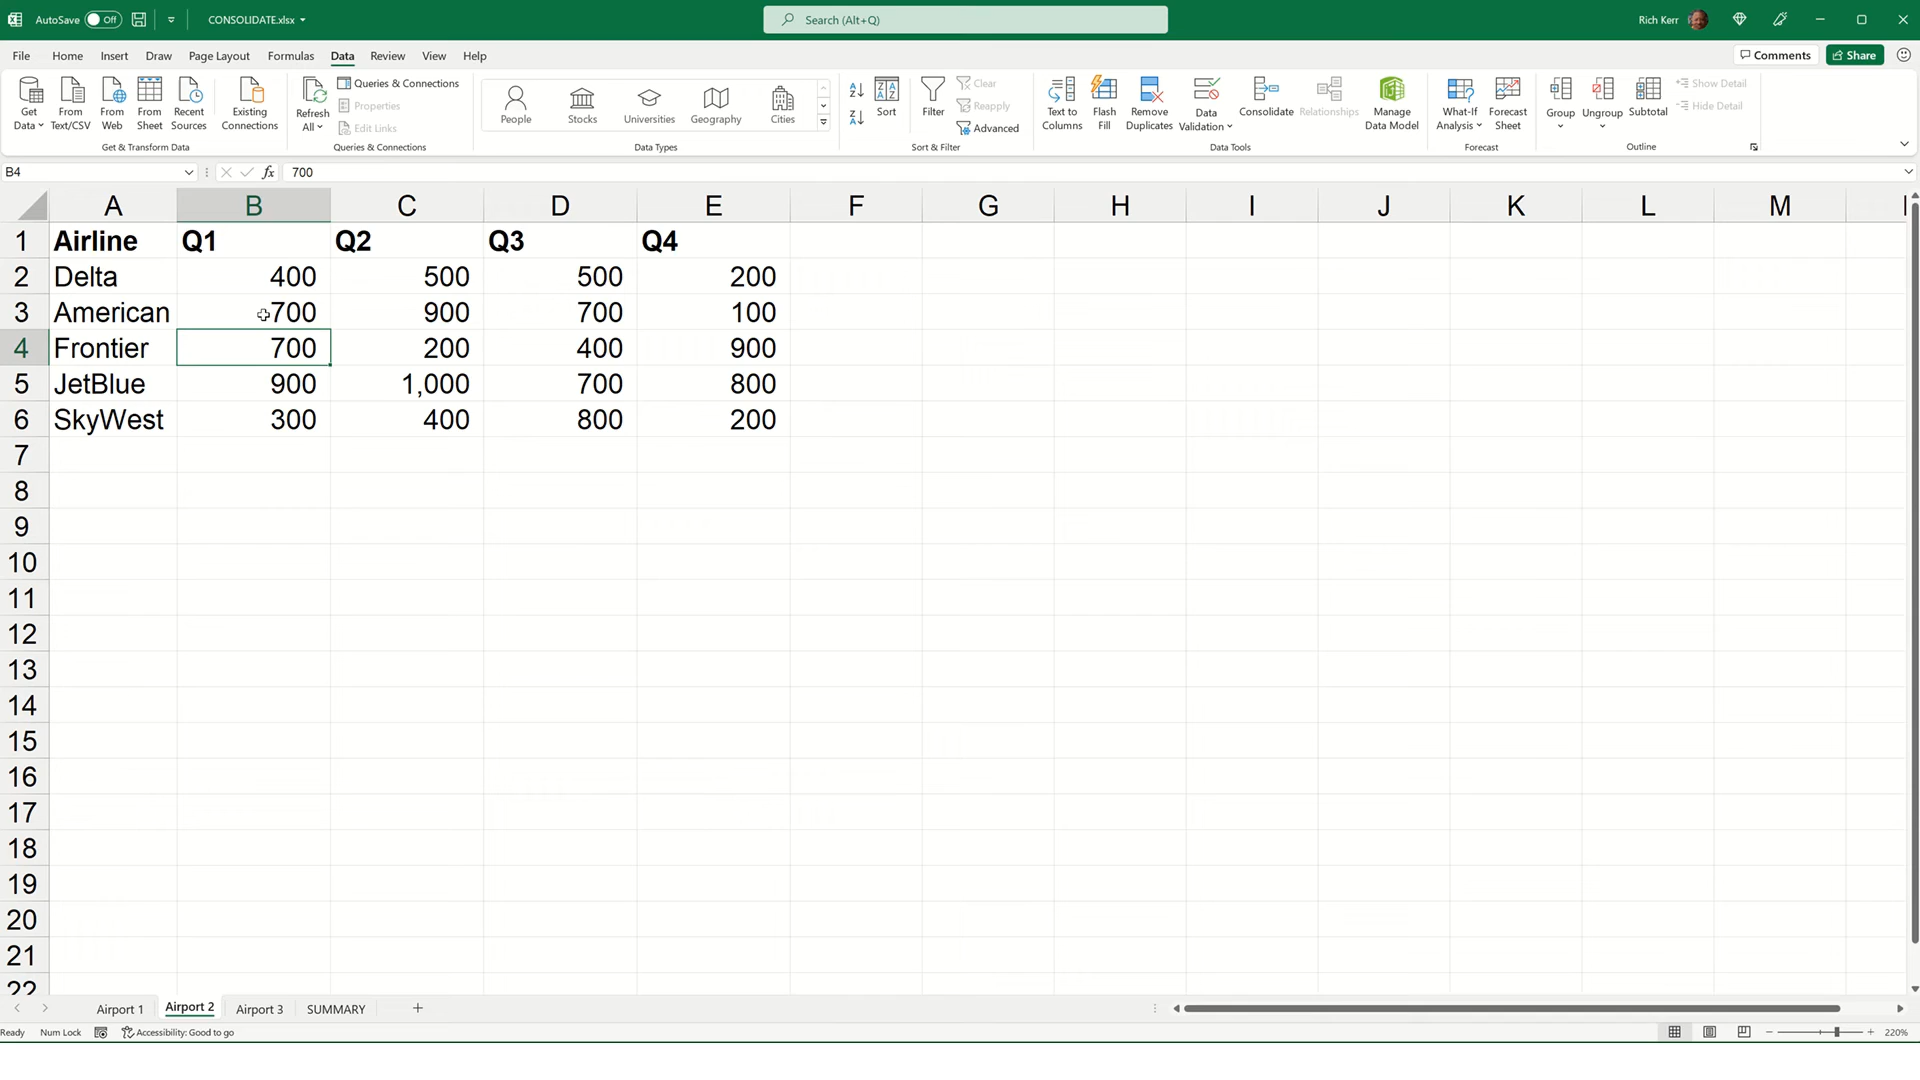 AutoSave Off CONSOLIDATE.xlsx Search (Alt+Q) Rich Kerr
File Home Insert Draw Page Layout Formulas Data Review View Help Comments Share
Get Data From Text/CSV From Web From Sheet Recent Sources Existing Connections
Get & Transform Data
Refresh All Queries & Connections
Properties
Edit Links
Queries & Connections
People Stocks Universities Geography Cities
Data Types
Sort Filter Clear
Reapply
Advanced
Sort & Filter
Text to Columns Flash Fill Remove Duplicates Data Validation Consolidate Relationships Manage Data Model
Data Tools
What-If Analysis Forecast Sheet
Forecast
Group Ungroup Subtotal Show Detail
Hide Detail
Outline
B4 fx 700
A B C D E F G H I J K L M
1 Airline Q1 Q2 Q3 Q4
2 Delta 400 500 500 200
3 American 700 900 700 100
4 Frontier 700 200 400 900
5 JetBlue 900 1,000 700 800
6 SkyWest 300 400 800 200
7
8
9
10
11
12
13
14
15
16
17
18
19
20
21
22
Airport 1 Airport 2 Airport 3 SUMMARY
Ready Num Lock Accessibility: Good to go 220%